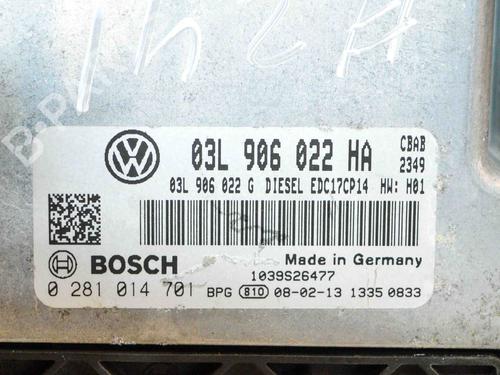 03L 906 022 HA
CBAB
2349
03L 906 022 G DIESEL EDC17CP14 HW: H01
BOSCH
Made in Germany
1039S26477
0 281 014 701 BPG 810 08-02-13 1335 0833